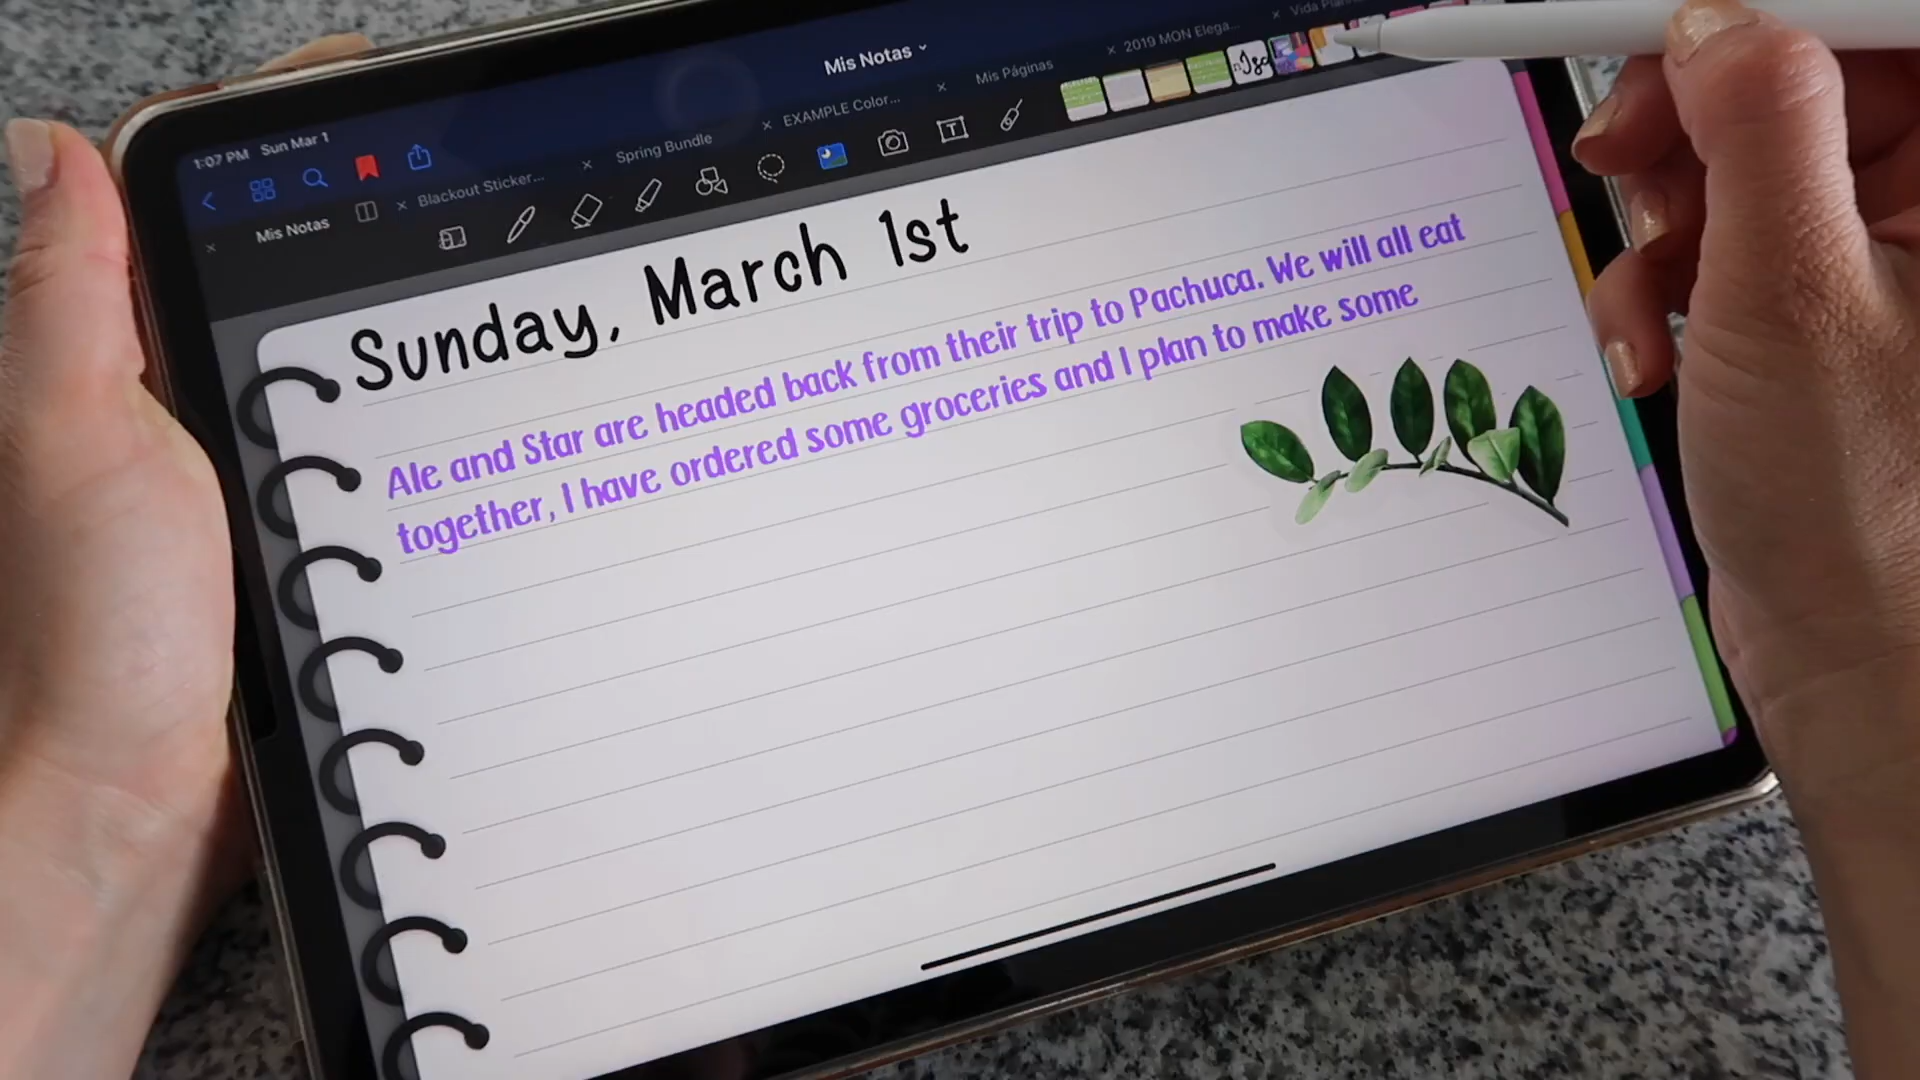 Mis Notas
1:07 PM Sun Mar 1
Mis Notas
Blackout Sticker...
Spring Bundle
EXAMPLE Color...
Mis Páginas
2019 MON Elega...
Vida
Sunday, March 1st
Ale and Star are headed back from their trip to Pachuca. We will all eat
together, I have ordered some groceries and I plan to make some